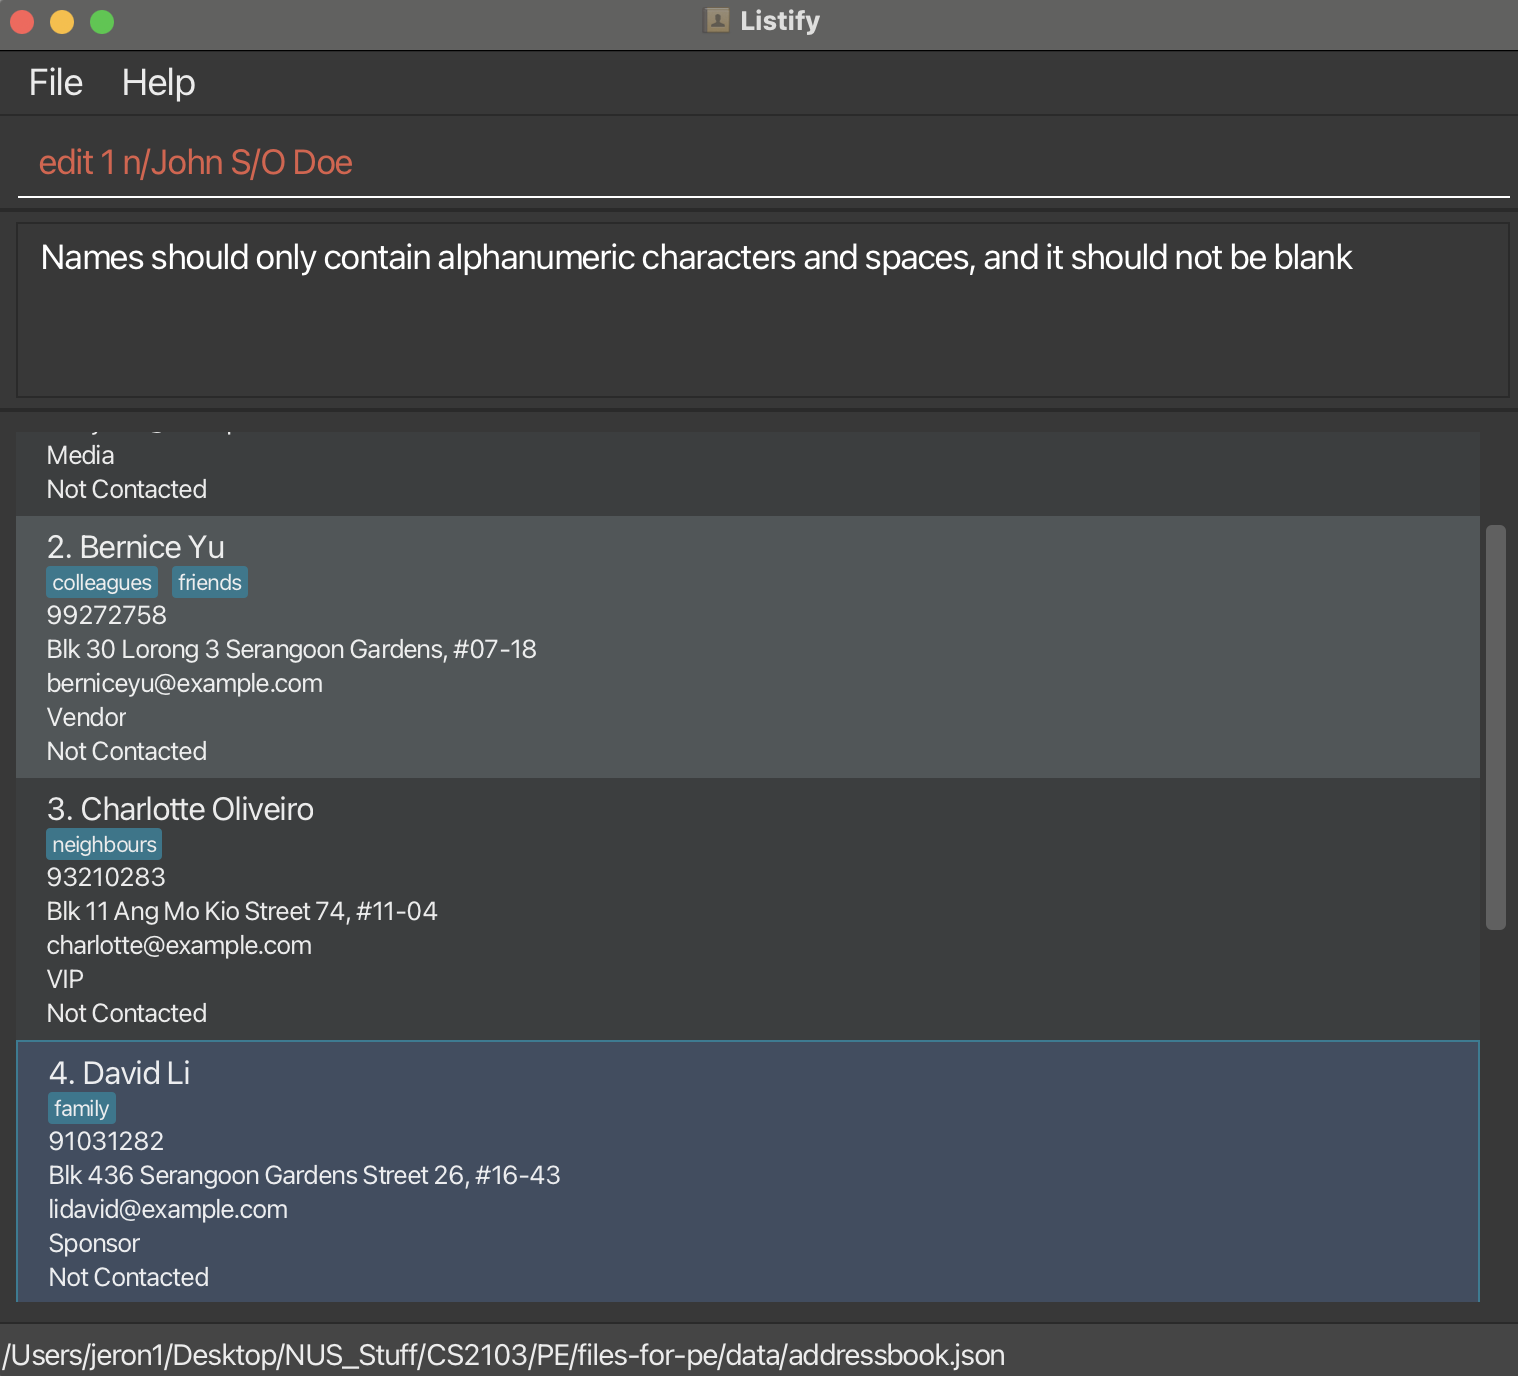 Listify
File Help
edit 1 n/John S/O Doe
Names should only contain alphanumeric characters and spaces, and it should not be blank
Media
Not Contacted
2. Bernice Yu
colleagues friends
99272758
Blk 30 Lorong 3 Serangoon Gardens, #07-18
berniceyu@example.com
Vendor
Not Contacted
3. Charlotte Oliveiro
neighbours
93210283
Blk 11 Ang Mo Kio Street 74, #11-04
charlotte@example.com
VIP
Not Contacted
4. David Li
family
91031282
Blk 436 Serangoon Gardens Street 26, #16-43
lidavid@example.com
Sponsor
Not Contacted
/Users/jeron1/Desktop/NUS_Stuff/CS2103/PE/files-for-pe/data/addressbook.json